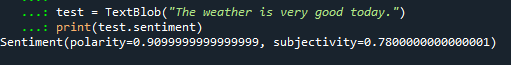 ...:
...: test = TextBlob("The weather is very good today.")
...: print(test.sentiment)
Sentiment(polarity=0.9099999999999999, subjectivity=0.7800000000000001)